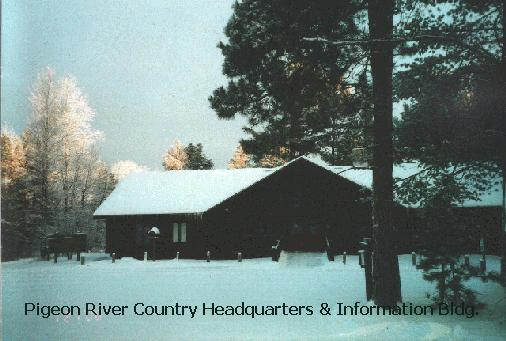 Pigeon River Country Headquarters & Information Bldg.